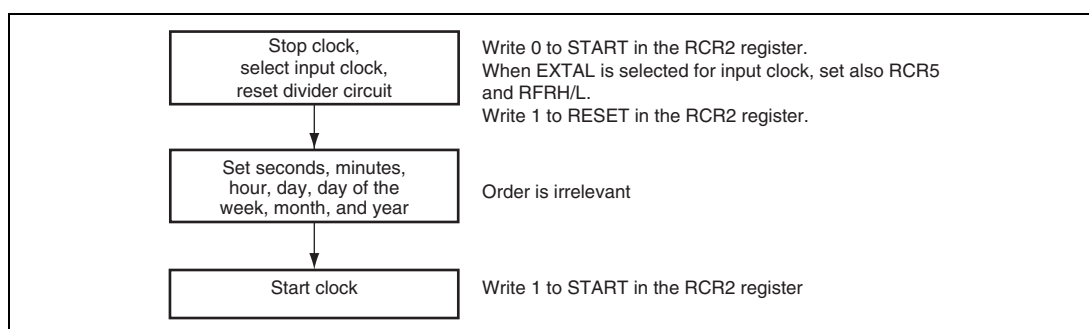 Stop clock,
select input clock,
reset divider circuit
Write 0 to START in the RCR2 register.
When EXTAL is selected for input clock, set also RCR5
and RFRH/L.
Write 1 to RESET in the RCR2 register.
Set seconds, minutes,
hour, day, day of the
week, month, and year
Order is irrelevant
Start clock
Write 1 to START in the RCR2 register